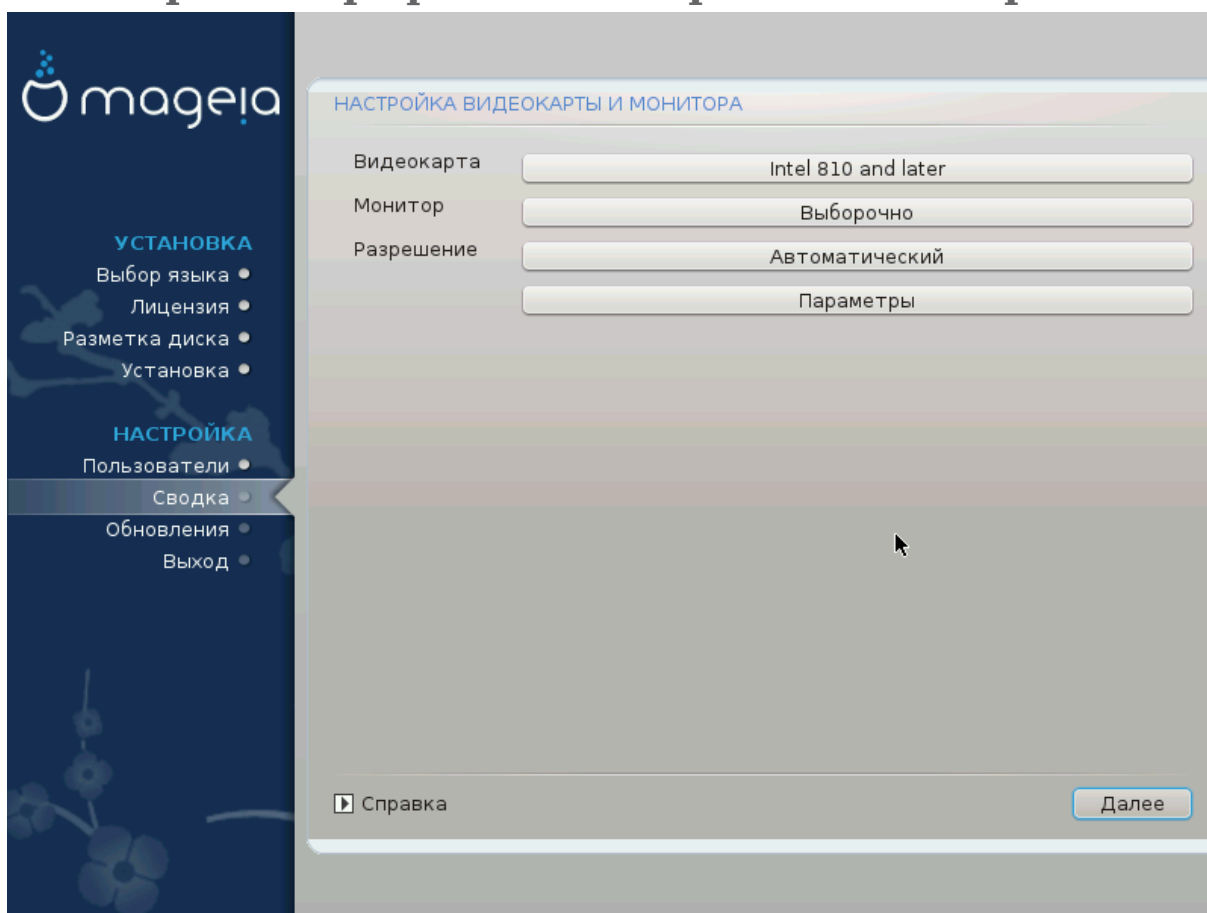 mageia
НАСТРОЙКА ВИДЕОКАРТЫ И МОНИТОРА
Видеокарта
Intel 810 and later
Монитор
Выборочно
Разрешение
Автоматический
Параметры
УСТАНОВКА
Выбор языка
Лицензия
Разметка диска
Установка
НАСТРОЙКА
Пользователи
Сводка
Обновления
Выход
Справка
Далее